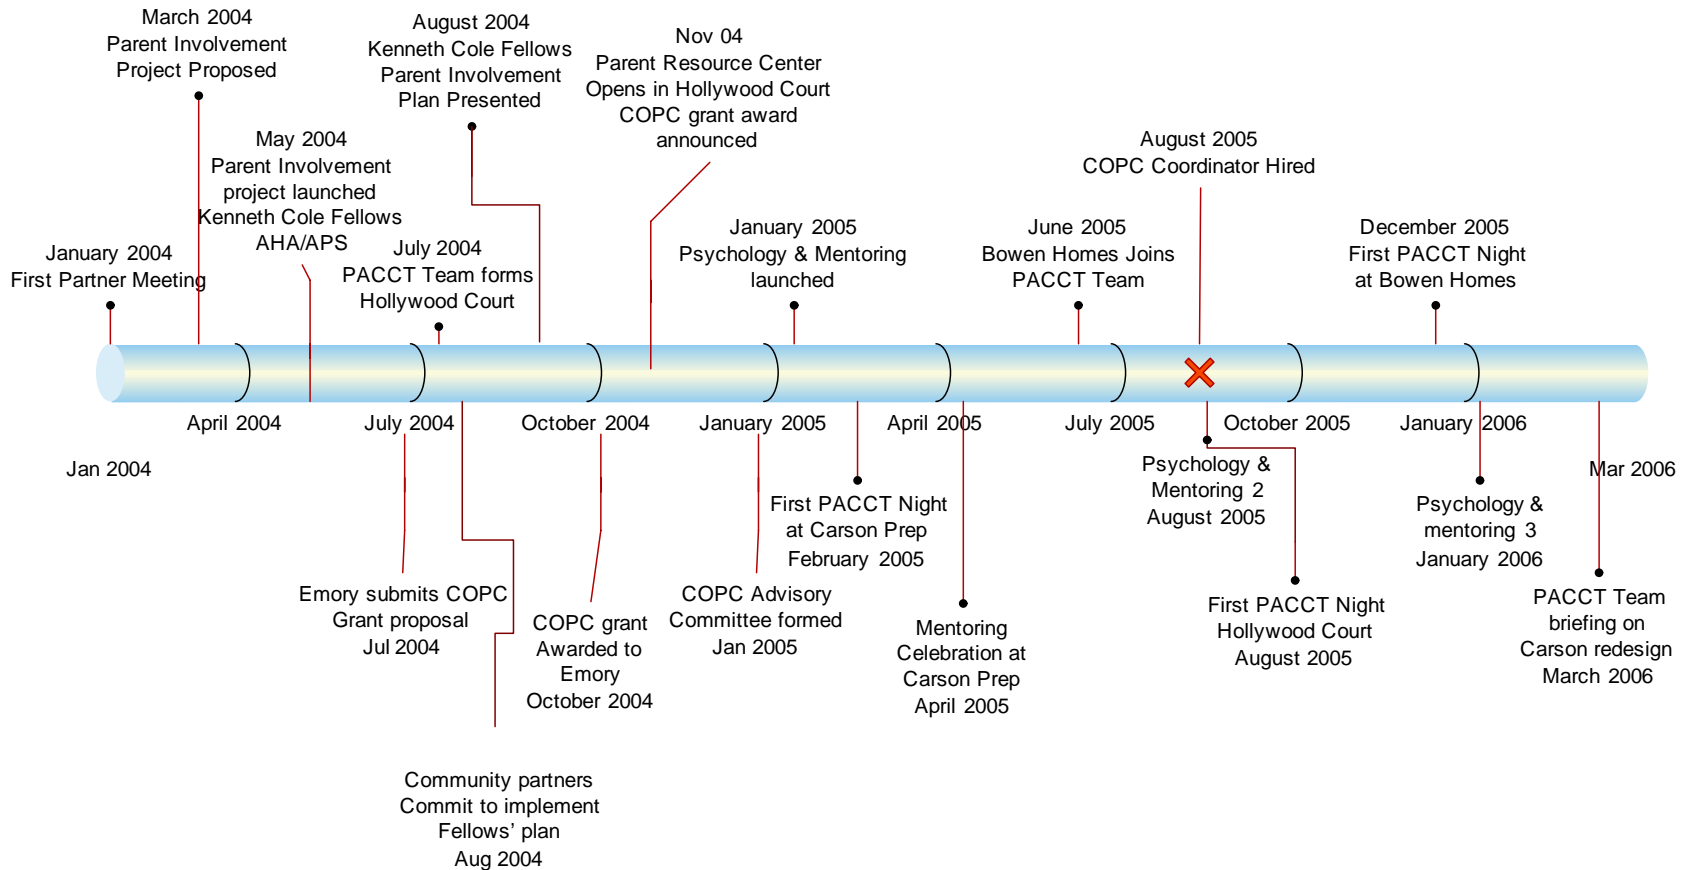 March 2004
Parent Involvement
Project Proposed
August 2004
Kenneth Cole Fellows
Parent Involvement
Plan Presented
Nov 04
Parent Resource Center
Opens in Hollywood Court
COPC grant award
announced
May 2004
Parent Involvement
project launched
Kenneth Cole Fellows
AHA/APS
August 2005
COPC Coordinator Hired
January 2004
First Partner Meeting
July 2004
PACCT Team forms
Hollywood Court
January 2005
Psychology & Mentoring
launched
June 2005
Bowen Homes Joins
PACCT Team
December 2005
First PACCT Night
at Bowen Homes
April 2004
July 2004
October 2004
January 2005
April 2005
July 2005
October 2005
January 2006
Jan 2004
Mar 2006
Emory submits COPC
Grant proposal
Jul 2004
Community partners
Commit to implement
Fellows’ plan
Aug 2004
COPC grant
Awarded to
Emory
October 2004
COPC Advisory
Committee formed
Jan 2005
First PACCT Night
at Carson Prep
February 2005
Mentoring
Celebration at
Carson Prep
April 2005
Psychology &
Mentoring 2
August 2005
First PACCT Night
Hollywood Court
August 2005
Psychology &
mentoring 3
January 2006
PACCT Team
briefing on
Carson redesign
March 2006